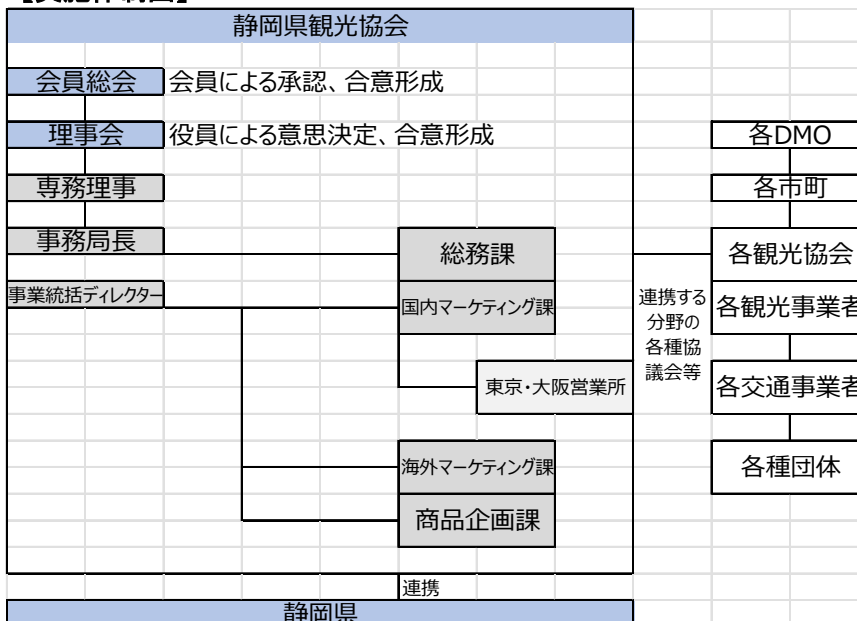 静岡県観光協会
会員総会 会員による承認、合意形成
理事会 役員による意思決定、合意形成
各DMO
専務理事
各市町
事務局長
総務課
各観光協会
事業統括ディレクター
国内マーケティング課
連携する
分野の
各種協
議会等
各観光事業者
東京・大阪営業所
各交通事業者
海外マーケティング課
各種団体
商品企画課
連携
静岡県